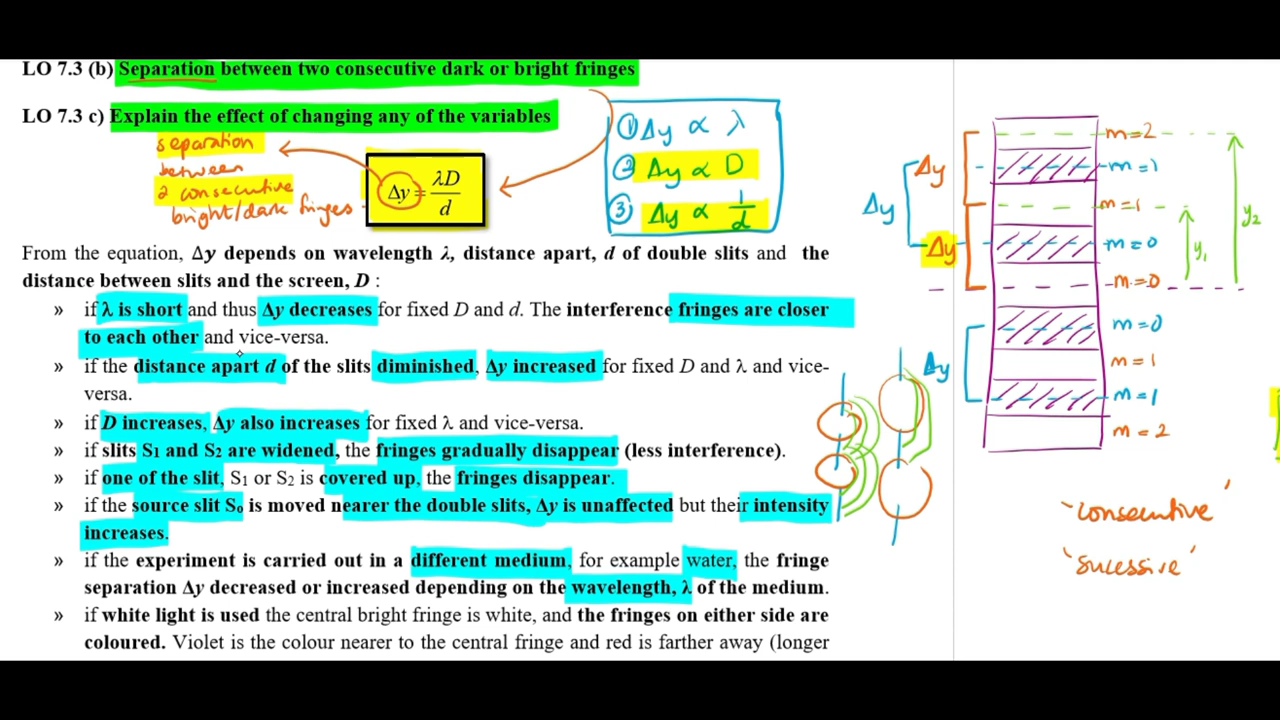 LO 7.3 (b) Separation between two consecutive dark or bright fringes
LO 7.3 c) Explain the effect of changing any of the variables
separation
between
2 consecutive
bright/dark fringes
Δy = λD/d
① Δy ∝ λ
② Δy ∝ D
③ Δy ∝ 1/d
From the equation, Δy depends on wavelength λ, distance apart, d of double slits and the
distance between slits and the screen, D :
» if λ is short and thus Δy decreases for fixed D and d. The interference fringes are closer
to each other and vice-versa.
» if the distance apart d of the slits diminished, Δy increased for fixed D and λ and vice-
versa.
» if D increases, Δy also increases for fixed λ and vice-versa.
» if slits S1 and S2 are widened, the fringes gradually disappear (less interference).
» if one of the slit, S1 or S2 is covered up, the fringes disappear.
» if the source slit So is moved nearer the double slits, Δy is unaffected but their intensity
increases.
» if the experiment is carried out in a different medium, for example water, the fringe
separation Δy decreased or increased depending on the wavelength, λ of the medium.
» if white light is used the central bright fringe is white, and the fringes on either side are
coloured. Violet is the colour nearer to the central fringe and red is farther away (longer
m=2
Δy m=1
Δy m=1 y2
Δy m=0 y1
m=0
m=0
Δy m=1
m=1
m=2
'consecutive'
'sucessive'